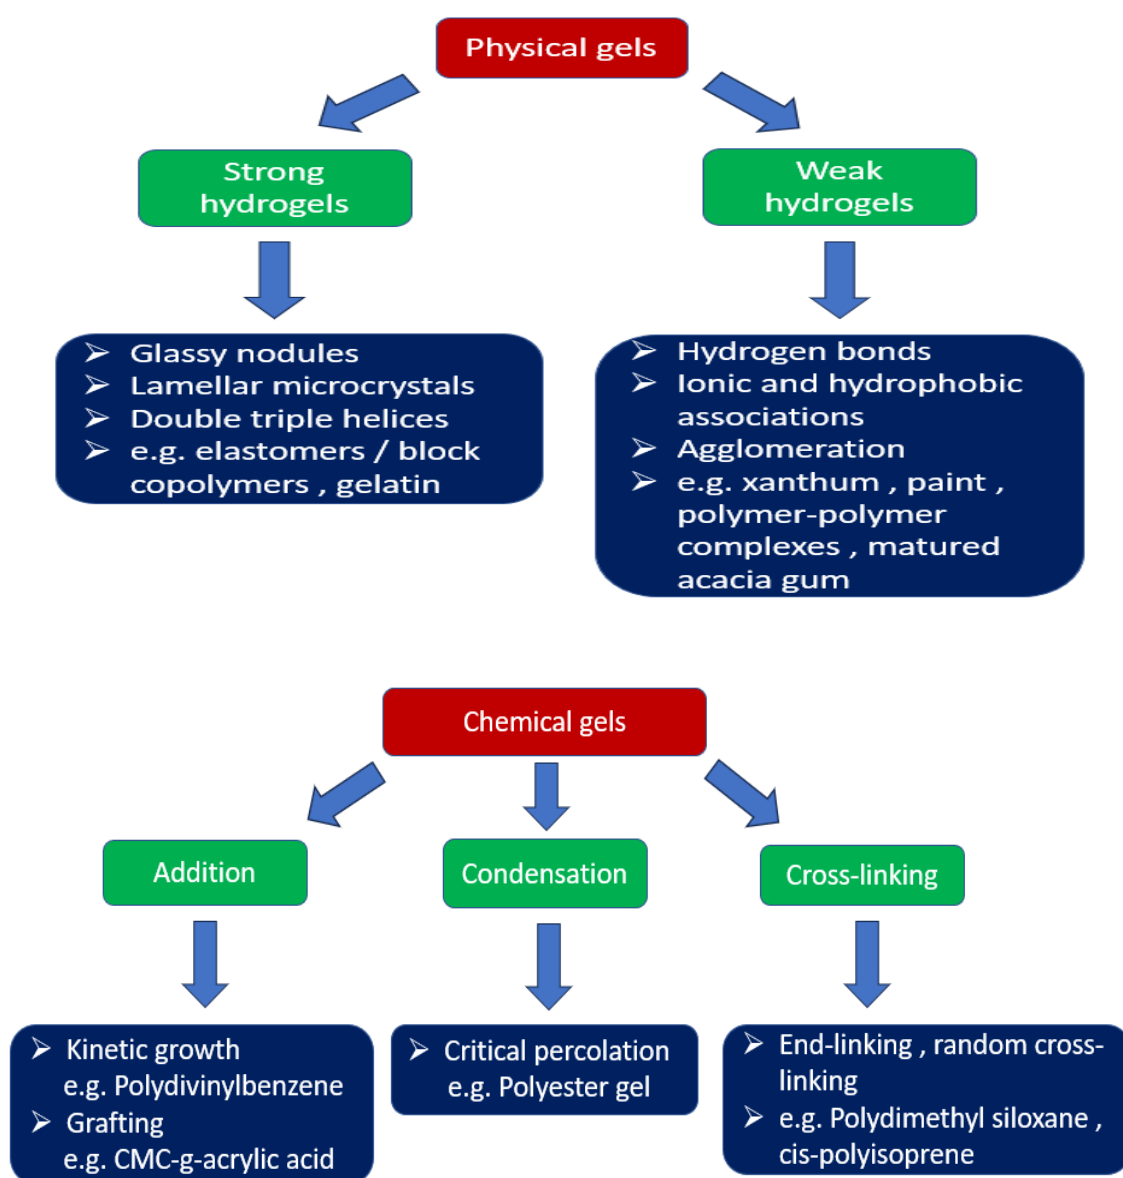 Physical gels
Strong
hydrogels
Weak
hydrogels
➢ Glassy nodules
➢ Lamellar microcrystals
➢ Double triple helices
➢ e.g. elastomers / block
copolymers , gelatin
➢ Hydrogen bonds
➢ Ionic and hydrophobic
associations
➢ Agglomeration
➢ e.g. xanthum , paint ,
polymer-polymer
complexes , matured
acacia gum
Chemical gels
Addition
Condensation
Cross-linking
➢ Kinetic growth
e.g. Polydivinylbenzene
➢ Grafting
e.g. CMC-g-acrylic acid
➢ Critical percolation
e.g. Polyester gel
➢ End-linking , random cross-
linking
➢ e.g. Polydimethyl siloxane ,
cis-polyisoprene